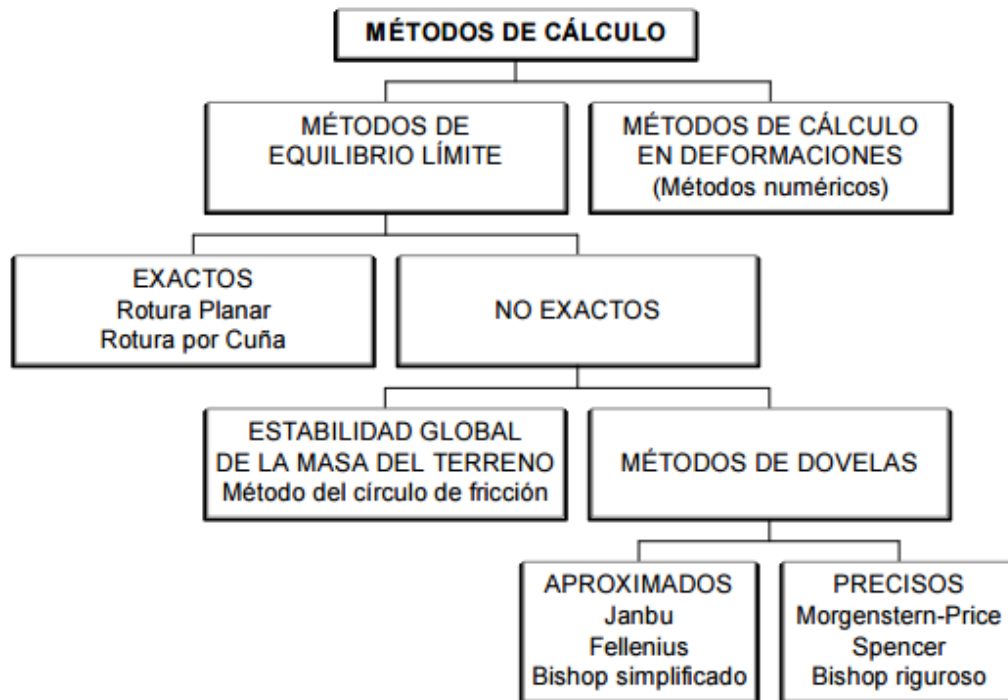 MÉTODOS DE CÁLCULO
MÉTODOS DE
EQUILIBRIO LÍMITE
MÉTODOS DE CÁLCULO
EN DEFORMACIONES
(Métodos numéricos)
EXACTOS
Rotura Planar
Rotura por Cuña
NO EXACTOS
ESTABILIDAD GLOBAL
DE LA MASA DEL TERRENO
Método del círculo de fricción
MÉTODOS DE DOVELAS
APROXIMADOS
Janbu
Fellenius
Bishop simplificado
PRECISOS
Morgenstern-Price
Spencer
Bishop riguroso